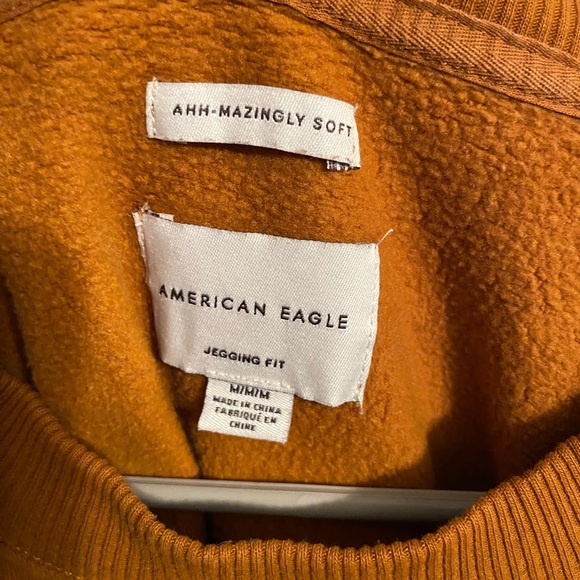 AHH-MAZINGLY SOFT
AMERICAN EAGLE
JEGGING FIT
M/M/M
MADE IN CHINA
FABRIQUÉ EN
CHINE